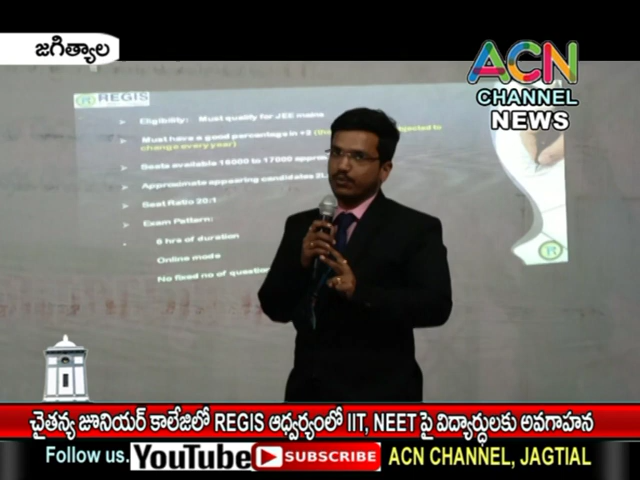 జగిత్యాల
ACN
CHANNEL
NEWS
REGIS
Eligibility: Must qualify for JEE mains
Must have a good percentage in +2
change every year)
Seats available 15000 to 17000
Approximate appearing candidates
Seat Ratio 20:1
Exam Pattern:
6 hrs of duration
Online mode
No fixed no of question
చైతన్య జూనియర్ కాలేజిలో REGIS ఆధ్వర్యంలో IIT, NEET పై విద్యార్థులకు అవగాహన
Follow us. YouTube SUBSCRIBE ACN CHANNEL, JAGTIAL